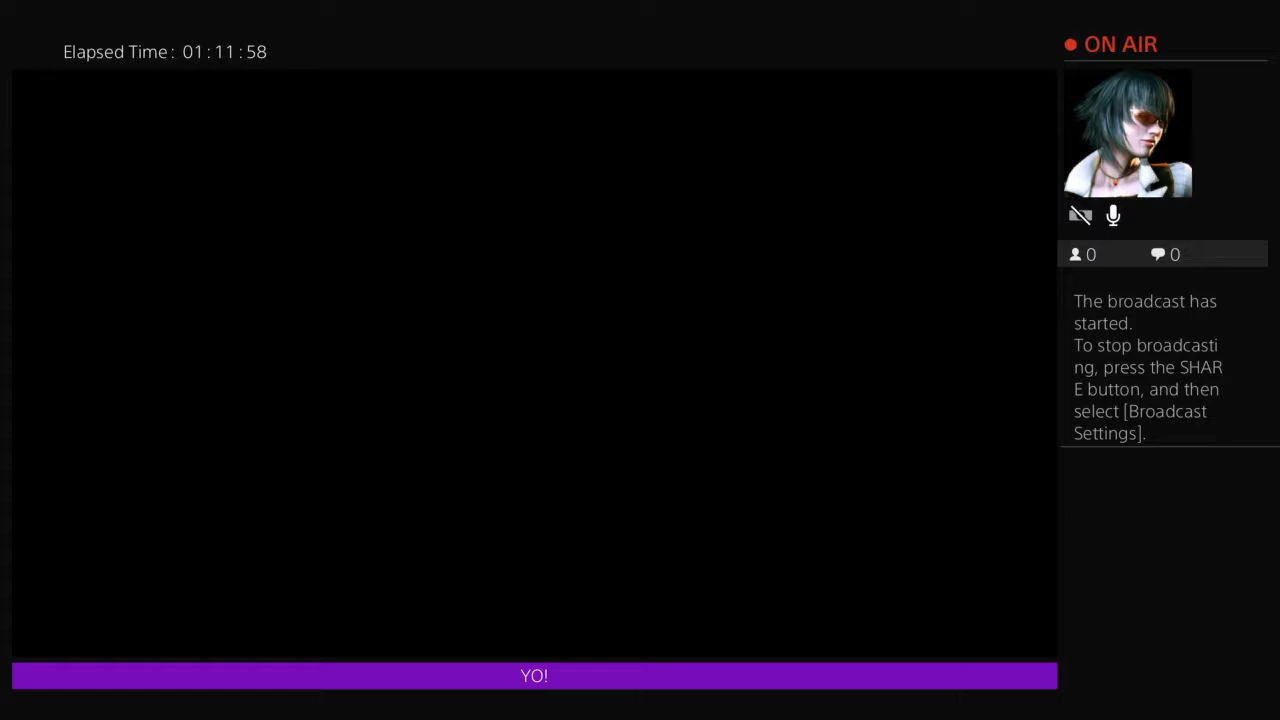 Elapsed Time: 01:11:58
ON AIR
0 0
The broadcast has
started.
To stop broadcasti
ng, press the SHAR
E button, and then
select [Broadcast
Settings].
YO!